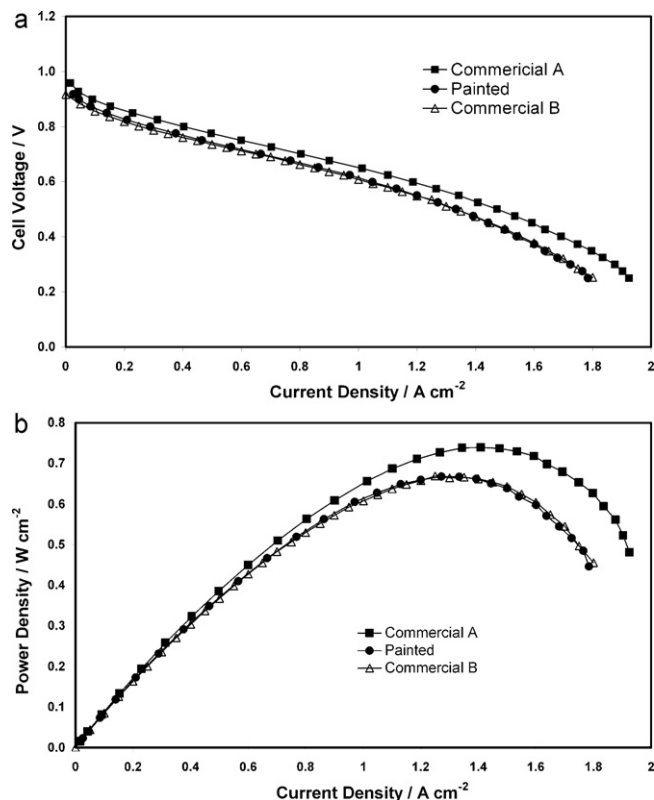 a
1.2
1.0
0.8
0.6
0.4
0.2
0.0
Cell Voltage / V
Commericial A
Painted
Commercial B
0 0.2 0.4 0.6 0.8 1 1.2 1.4 1.6 1.8 2
Current Density / A cm-2
b
0.8
0.7
0.6
0.5
0.4
0.3
0.2
0.1
0.0
Power Density / W cm-2
Commercial A
Painted
Commercial B
0 0.2 0.4 0.6 0.8 1 1.2 1.4 1.6 1.8 2
Current Density / A cm-2